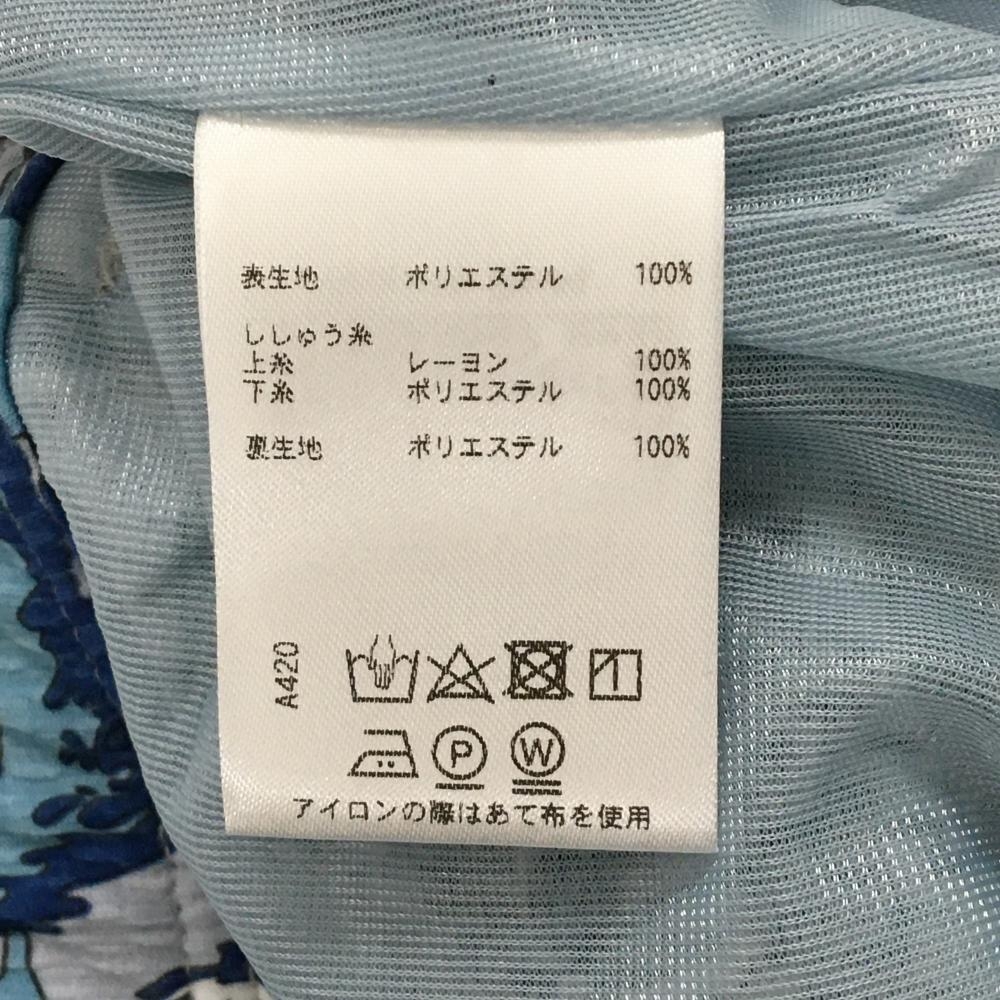 表生地 ポリエステル 100%
ししゅう糸
上糸 レーヨン 100%
下糸 ポリエステル 100%
裏生地 ポリエステル 100%
A420
P W
アイロンの際はあて布を使用